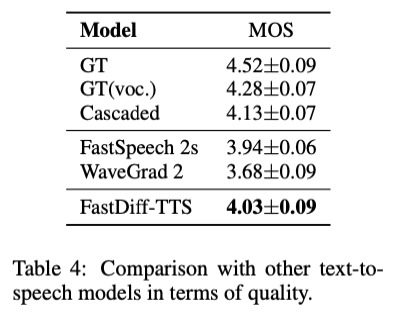 Model MOS
GT 4.52±0.09
GT(voc.) 4.28±0.07
Cascaded 4.13±0.07
FastSpeech 2s 3.94±0.06
WaveGrad 2 3.68±0.09
FastDiff-TTS 4.03±0.09
Table 4: Comparison with other text-to-
speech models in terms of quality.